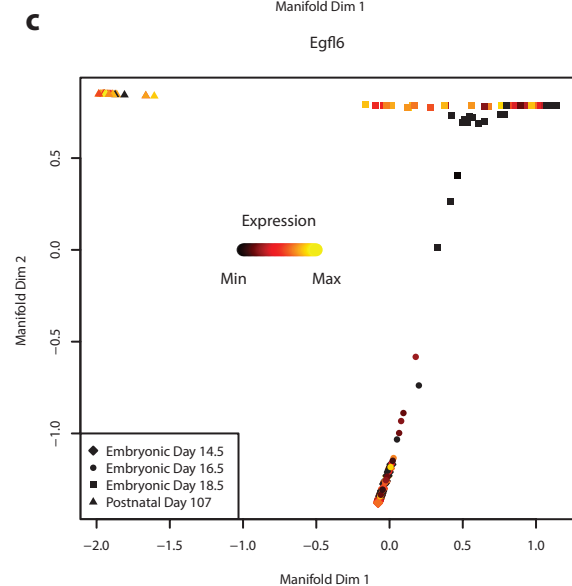 Manifold Dim 1
c
Egfl6
Manifold Dim 2
0.5
0.0
−0.5
−1.0
Expression
Min Max
Embryonic Day 14.5
Embryonic Day 16.5
Embryonic Day 18.5
Postnatal Day 107
−2.0 −1.5 −1.0 −0.5 0.0 0.5 1.0
Manifold Dim 1